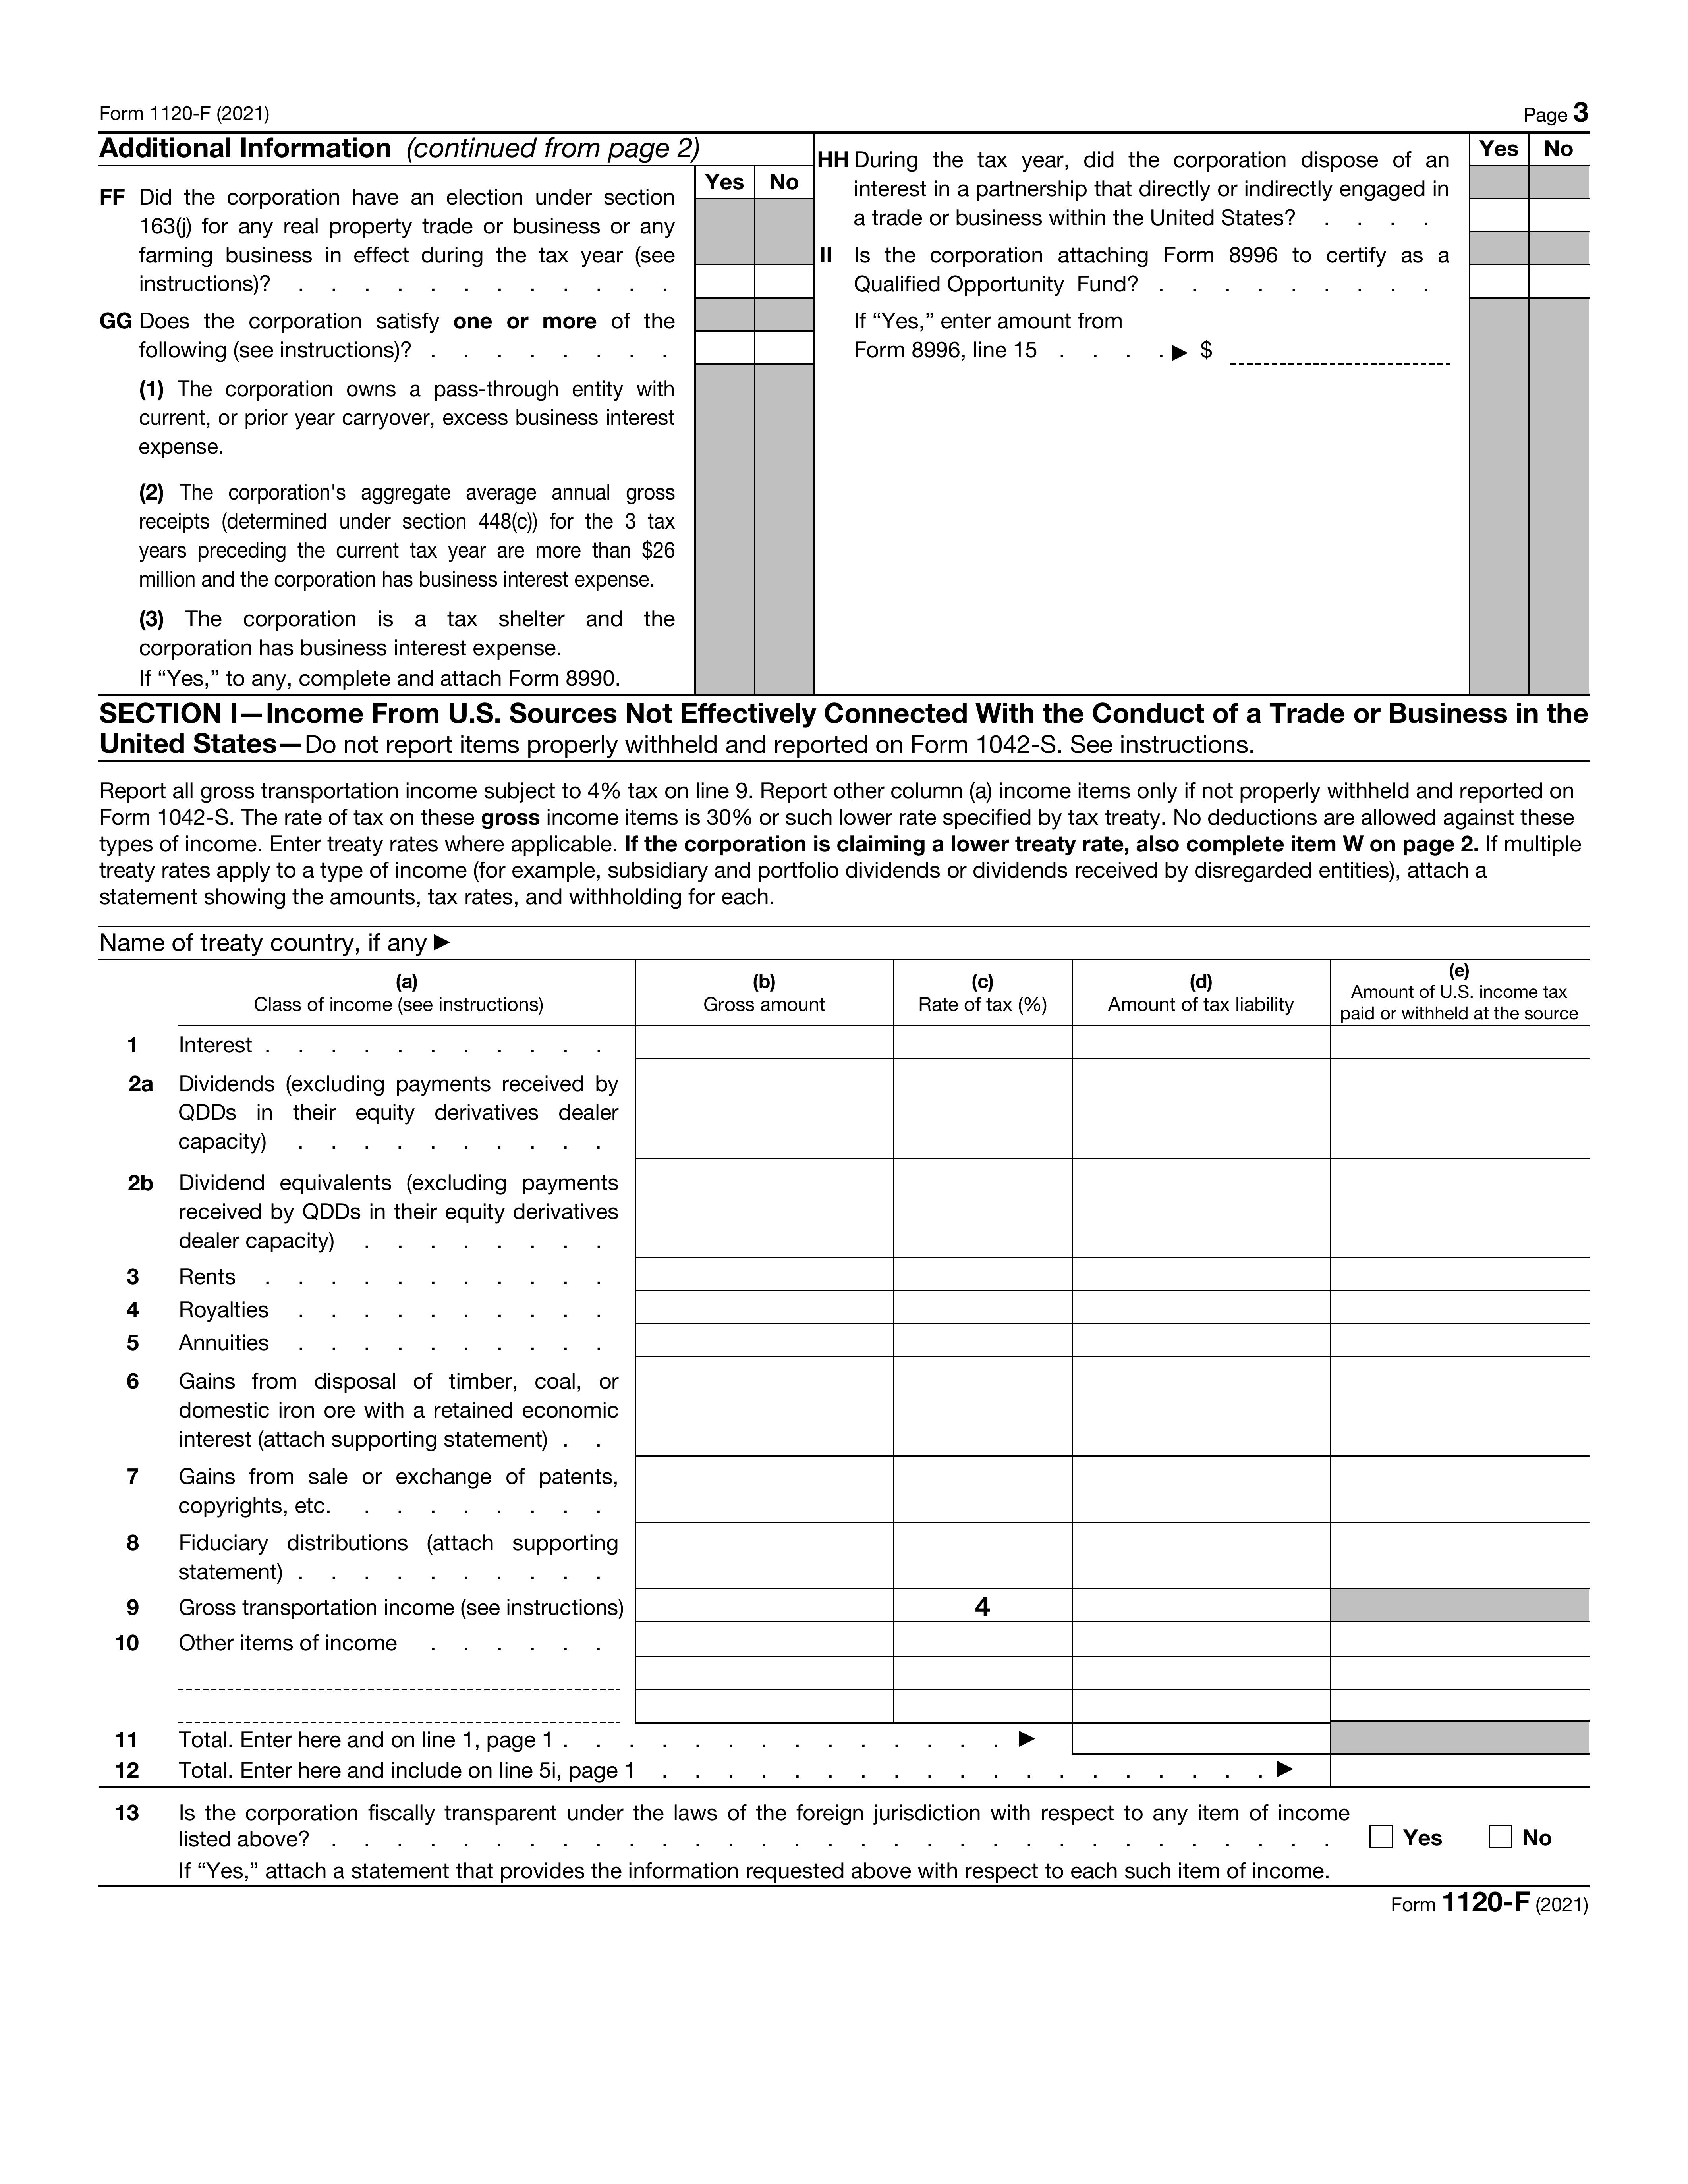 Form 1120-F (2021)
Page 3
Additional Information (continued from page 2)
Yes No
FF Did the corporation have an election under section
163(j) for any real property trade or business or any
farming business in effect during the tax year (see
instructions)? . . . . . . . . . . . .
GG Does the corporation satisfy one or more of the
following (see instructions)? . . . . . . . .
(1) The corporation owns a pass-through entity with
current, or prior year carryover, excess business interest
expense.
(2) The corporation's aggregate average annual gross
receipts (determined under section 448(c)) for the 3 tax
years preceding the current tax year are more than $26
million and the corporation has business interest expense.
(3) The corporation is a tax shelter and the
corporation has business interest expense.
If “Yes,” to any, complete and attach Form 8990.
Yes No
HH During the tax year, did the corporation dispose of an
interest in a partnership that directly or indirectly engaged in
a trade or business within the United States? . . . .
II Is the corporation attaching Form 8996 to certify as a
Qualified Opportunity Fund? . . . . . . . . .
If “Yes,” enter amount from
Form 8996, line 15 . . . . ▶ $
SECTION I—Income From U.S. Sources Not Effectively Connected With the Conduct of a Trade or Business in the
United States—Do not report items properly withheld and reported on Form 1042-S. See instructions.
Report all gross transportation income subject to 4% tax on line 9. Report other column (a) income items only if not properly withheld and reported on
Form 1042-S. The rate of tax on these gross income items is 30% or such lower rate specified by tax treaty. No deductions are allowed against these
types of income. Enter treaty rates where applicable. If the corporation is claiming a lower treaty rate, also complete item W on page 2. If multiple
treaty rates apply to a type of income (for example, subsidiary and portfolio dividends or dividends received by disregarded entities), attach a
statement showing the amounts, tax rates, and withholding for each.
Name of treaty country, if any ▶
(a)
Class of income (see instructions)
(b)
Gross amount
(c)
Rate of tax (%)
(d)
Amount of tax liability
(e)
Amount of U.S. income tax
paid or withheld at the source
1 Interest . . . . . . . . . . .
2a Dividends (excluding payments received by
QDDs in their equity derivatives dealer
capacity) . . . . . . . . . .
2b Dividend equivalents (excluding payments
received by QDDs in their equity derivatives
dealer capacity) . . . . . . . .
3 Rents . . . . . . . . . . .
4 Royalties . . . . . . . . . .
5 Annuities . . . . . . . . . .
6 Gains from disposal of timber, coal, or
domestic iron ore with a retained economic
interest (attach supporting statement) . .
7 Gains from sale or exchange of patents,
copyrights, etc. . . . . . . . .
8 Fiduciary distributions (attach supporting
statement) . . . . . . . . . .
9 Gross transportation income (see instructions) 4
10 Other items of income . . . . . .
11 Total. Enter here and on line 1, page 1 . . . . . . . . . . . . . . ▶
12 Total. Enter here and include on line 5i, page 1 . . . . . . . . . . . . . . . . . . . ▶
13 Is the corporation fiscally transparent under the laws of the foreign jurisdiction with respect to any item of income
listed above? . . . . . . . . . . . . . . . . . . . . . . . . . . . . . . . Yes No
If “Yes,” attach a statement that provides the information requested above with respect to each such item of income.
Form 1120-F (2021)